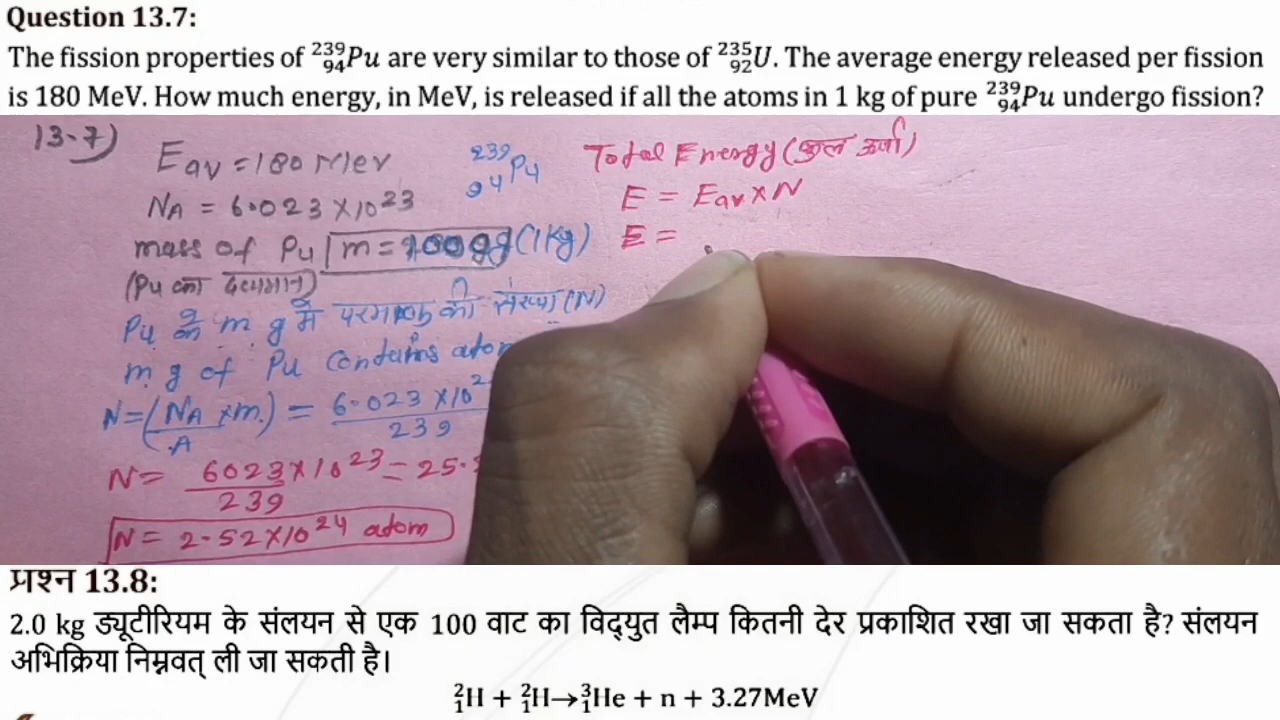 Question 13.7:
The fission properties of ²³⁹₉₄Pu are very similar to those of ²³⁵₉₂U. The average energy released per fission
is 180 MeV. How much energy, in MeV, is released if all the atoms in 1 kg of pure ²³⁹₉₄Pu undergo fission?
13.7)
Eav = 180 Mev
²³⁹₉₄Pu
NA = 6.023 × 10²³
mass of Pu m = 1000g (1Kg)
(Pu का द्रव्यमान)
Pu के m g में परमाणु की संख्या (N)
m g of Pu contains atom
N = (NA × m / A) = 6.023 × 10² / 239
N = 6023 × 10²³ / 239 = 25.
N = 2.52 × 10²⁴ atom
Total Energy (कुल ऊर्जा)
E = Eav × N
E =
प्रश्न 13.8:
2.0 kg ड्यूटीरियम के संलयन से एक 100 वाट का विद्युत लैम्प कितनी देर प्रकाशित रखा जा सकता है? संलयन
अभिक्रिया निम्नवत् ली जा सकती है।
²₁H + ²₁H→³₁He + n + 3.27MeV